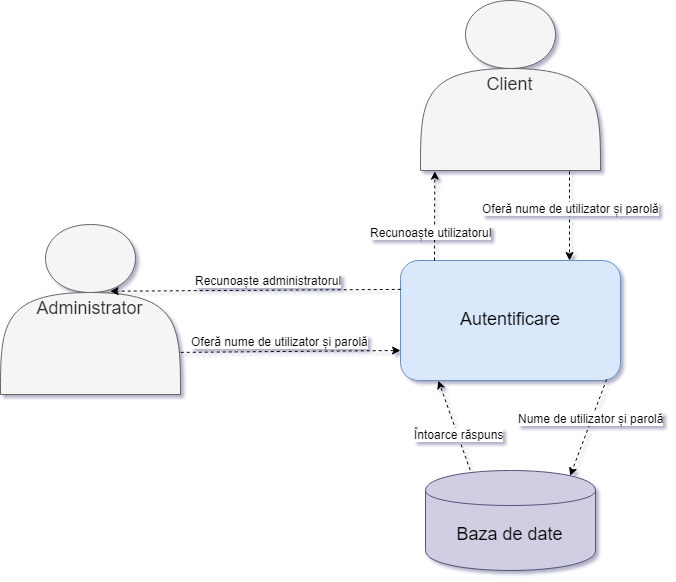 Client
Oferă nume de utilizator și parolă
Recunoaște utilizatorul
Recunoaște administratorul
Administrator
Autentificare
Oferă nume de utilizator și parolă
Nume de utilizator și parolă
Întoarce răspuns
Baza de date